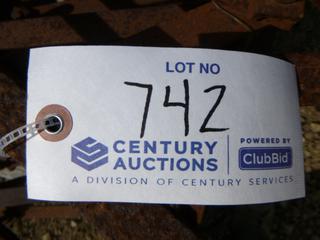 LOT NO
742
CENTURY AUCTIONS
POWERED BY
ClubBid
A DIVISION OF CENTURY SERVICES